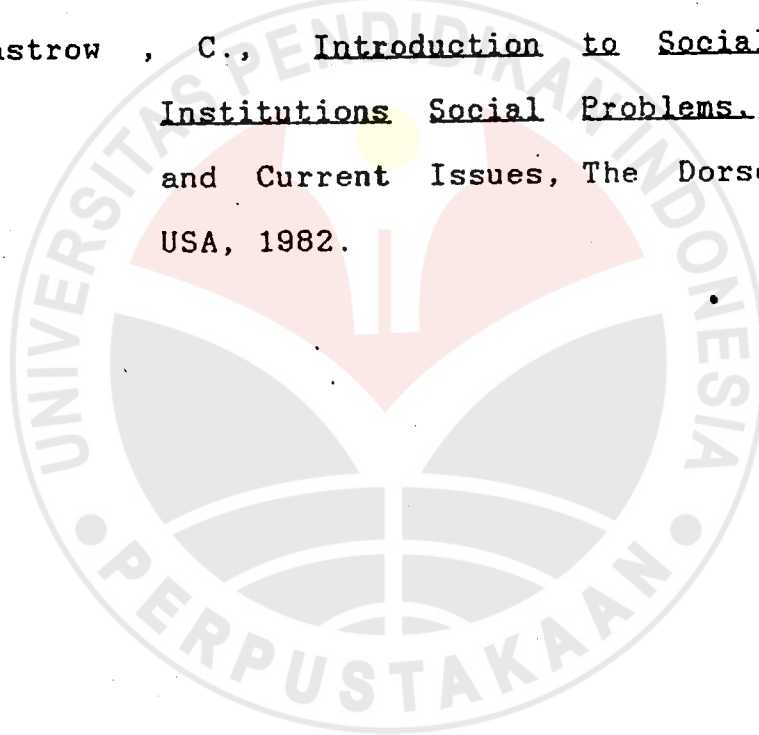 astrow , C., Introduction to Social
Institutions Social Problems.
and Current Issues, The Dorse
USA, 1982.
UNIVERSITAS PENDIDIKAN INDONESIA
PERPUSTAKAAN